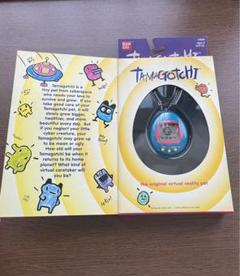 Tamagotchi is a tiny
toy pet from cyberspace
who needs your love to
survive and grow. If you
take good care of your
Tamagotchi pet, it will
slowly grow bigger,
healthier, and more
beautiful every day. But
if you neglect your little
cyber creature, your
Tamagotchi may grow up
to be mean or ugly.
How old will your
Tamagotchi be when it
returns to its home
planet? What kind of
virtual caretaker will
you be?
BANDAI
TAMAGOTCHI
TAMAGOTCHI
the original virtual reality pet